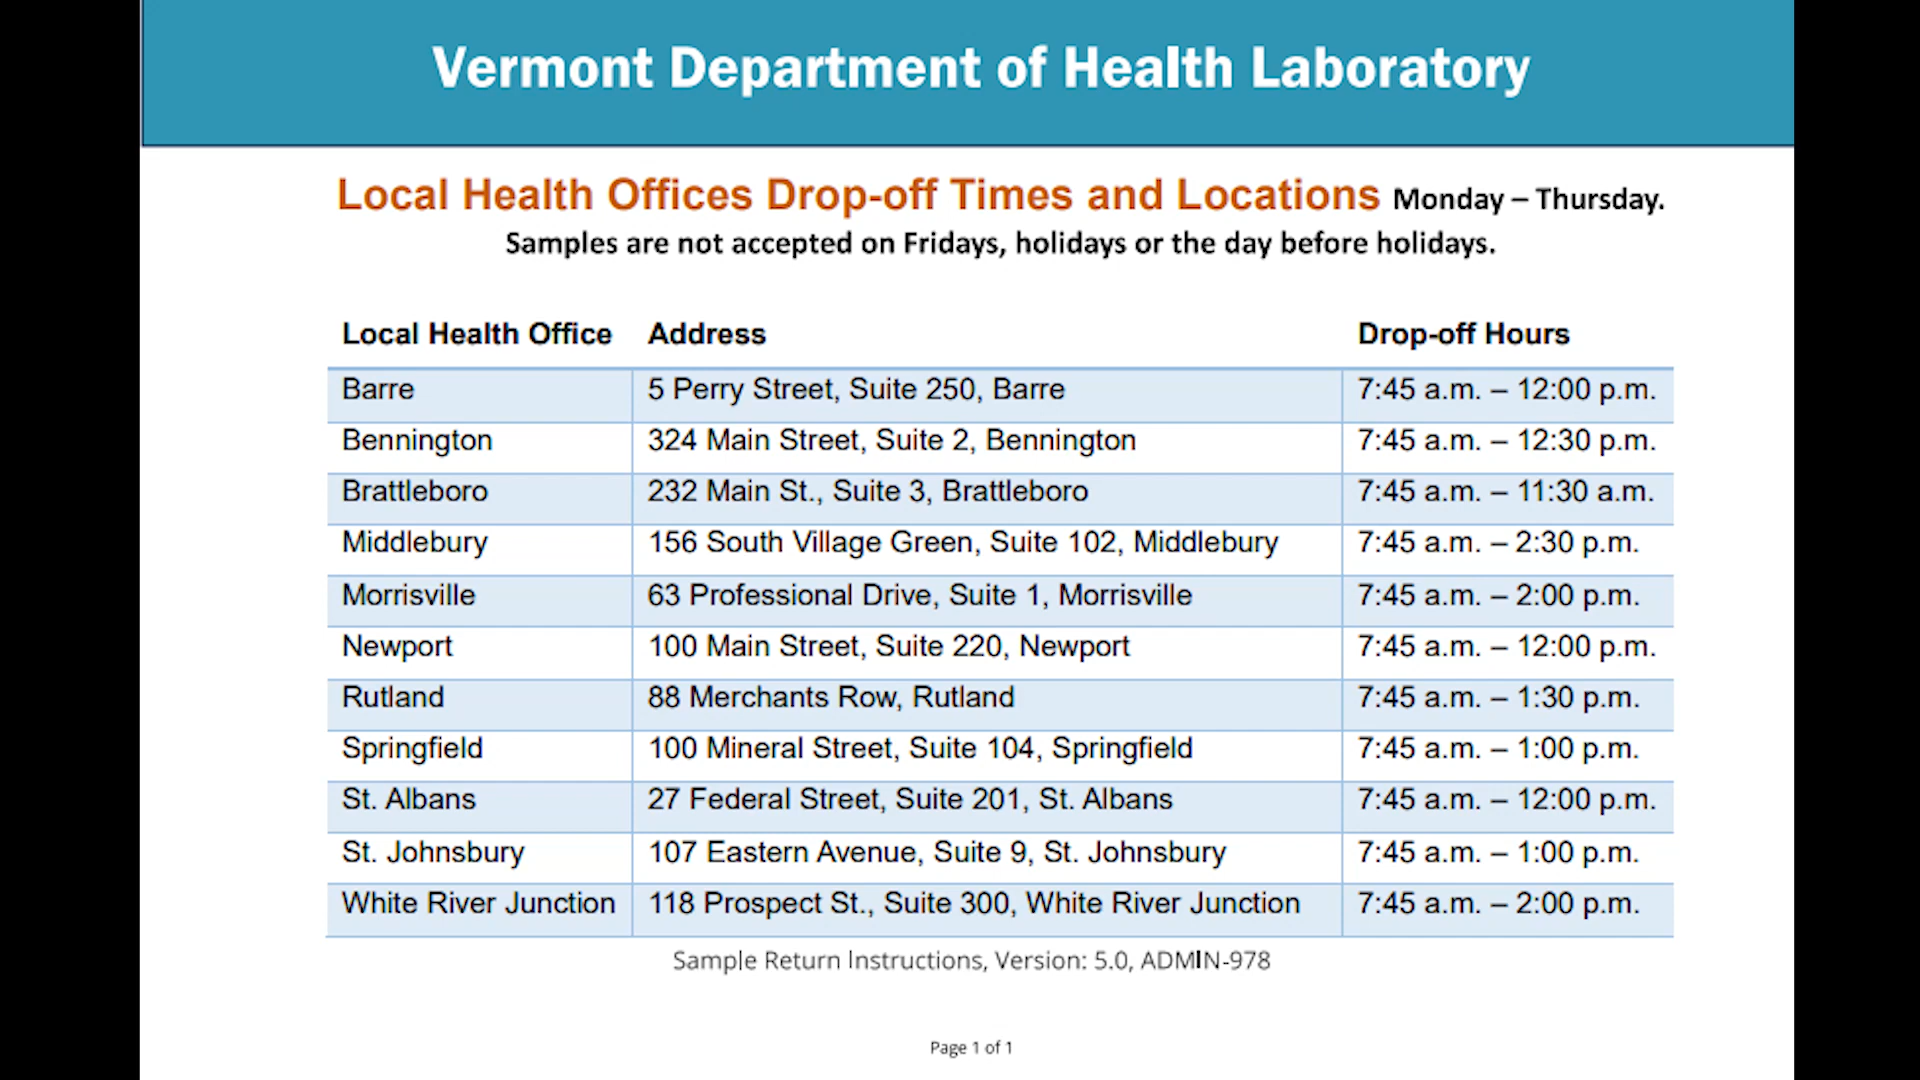 Vermont Department of Health Laboratory
Local Health Offices Drop-off Times and Locations Monday – Thursday.
Samples are not accepted on Fridays, holidays or the day before holidays.
Local Health Office Address Drop-off Hours
Barre 5 Perry Street, Suite 250, Barre 7:45 a.m. – 12:00 p.m.
Bennington 324 Main Street, Suite 2, Bennington 7:45 a.m. – 12:30 p.m.
Brattleboro 232 Main St., Suite 3, Brattleboro 7:45 a.m. – 11:30 a.m.
Middlebury 156 South Village Green, Suite 102, Middlebury 7:45 a.m. – 2:30 p.m.
Morrisville 63 Professional Drive, Suite 1, Morrisville 7:45 a.m. – 2:00 p.m.
Newport 100 Main Street, Suite 220, Newport 7:45 a.m. – 12:00 p.m.
Rutland 88 Merchants Row, Rutland 7:45 a.m. – 1:30 p.m.
Springfield 100 Mineral Street, Suite 104, Springfield 7:45 a.m. – 1:00 p.m.
St. Albans 27 Federal Street, Suite 201, St. Albans 7:45 a.m. – 12:00 p.m.
St. Johnsbury 107 Eastern Avenue, Suite 9, St. Johnsbury 7:45 a.m. – 1:00 p.m.
White River Junction 118 Prospect St., Suite 300, White River Junction 7:45 a.m. – 2:00 p.m.
Sample Return Instructions, Version: 5.0, ADMIN-978
Page 1 of 1